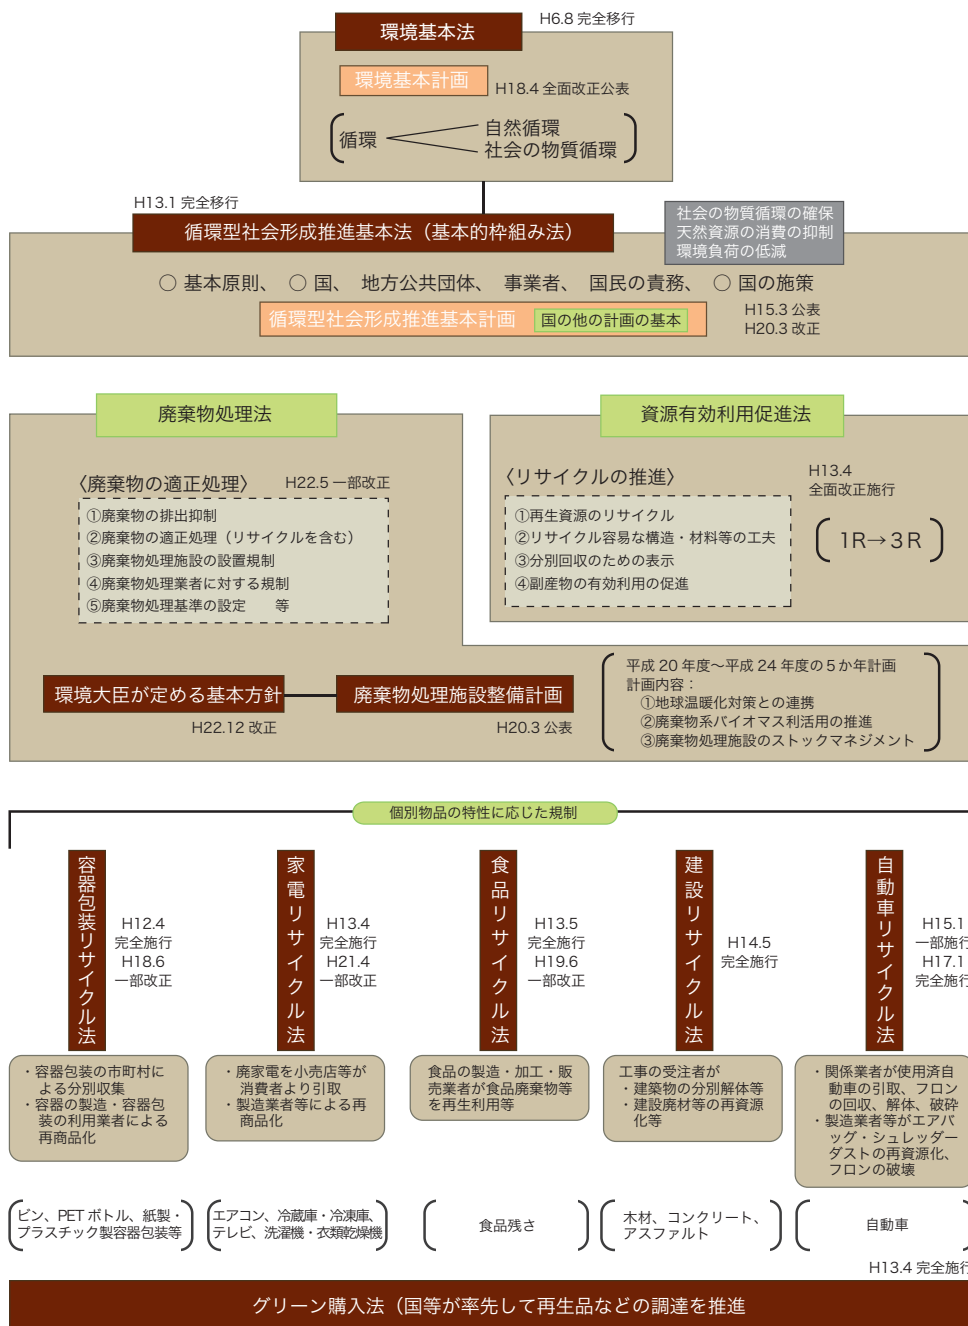 環境基本法
H6.8 完全移行
環境基本計画
H18.4 全面改正公表
循環
自然循環
社会の物質循環
H13.1 完全移行
循環型社会形成推進基本法（基本的枠組み法）
社会の物質循環の確保
天然資源の消費の抑制
環境負荷の低減
○ 基本原則、 ○ 国、 地方公共団体、 事業者、 国民の責務、 ○ 国の施策
循環型社会形成推進基本計画
国の他の計画の基本
H15.3 公表
H20.3 改正
廃棄物処理法
〈廃棄物の適正処理〉
H22.5 一部改正
①廃棄物の排出抑制
②廃棄物の適正処理（リサイクルを含む）
③廃棄物処理施設の設置規制
④廃棄物処理業者に対する規制
⑤廃棄物処理基準の設定　　等
資源有効利用促進法
〈リサイクルの推進〉
H13.4
全面改正施行
①再生資源のリサイクル
②リサイクル容易な構造・材料等の工夫
③分別回収のための表示
④副産物の有効利用の促進
１R→３R
環境大臣が定める基本方針
H22.12 改正
廃棄物処理施設整備計画
H20.3 公表
平成 20 年度～平成 24 年度の５か年計画
計画内容：
①地球温暖化対策との連携
②廃棄物系バイオマス利活用の推進
③廃棄物処理施設のストックマネジメント
個別物品の特性に応じた規制
容器包装リサイクル法
H12.4
完全施行
H18.6
一部改正
家電リサイクル法
H13.4
完全施行
H21.4
一部改正
食品リサイクル法
H13.5
完全施行
H19.6
一部改正
建設リサイクル法
H14.5
完全施行
自動車リサイクル法
H15.1
一部施行
H17.1
完全施行
・容器包装の市町村に
よる分別収集
・容器の製造・容器包
装の利用業者による
再商品化
・廃家電を小売店等が
消費者より引取
・製造業者等による再
商品化
食品の製造・加工・販
売業者が食品廃棄物等
を再生利用等
工事の受注者が
・建築物の分別解体等
・建設廃材等の再資源
化等
・関係業者が使用済自
動車の引取、フロン
の回収、解体、破砕
・製造業者等がエアバ
ッグ・シュレッダー
ダストの再資源化、
フロンの破壊
ビン、PET ボトル、紙製・
プラスチック製容器包装等
エアコン、冷蔵庫・冷凍庫、
テレビ、洗濯機・衣類乾燥機
食品残さ
木材、コンクリート、
アスファルト
自動車
H13.4 完全施行
グリーン購入法（国等が率先して再生品などの調達を推進